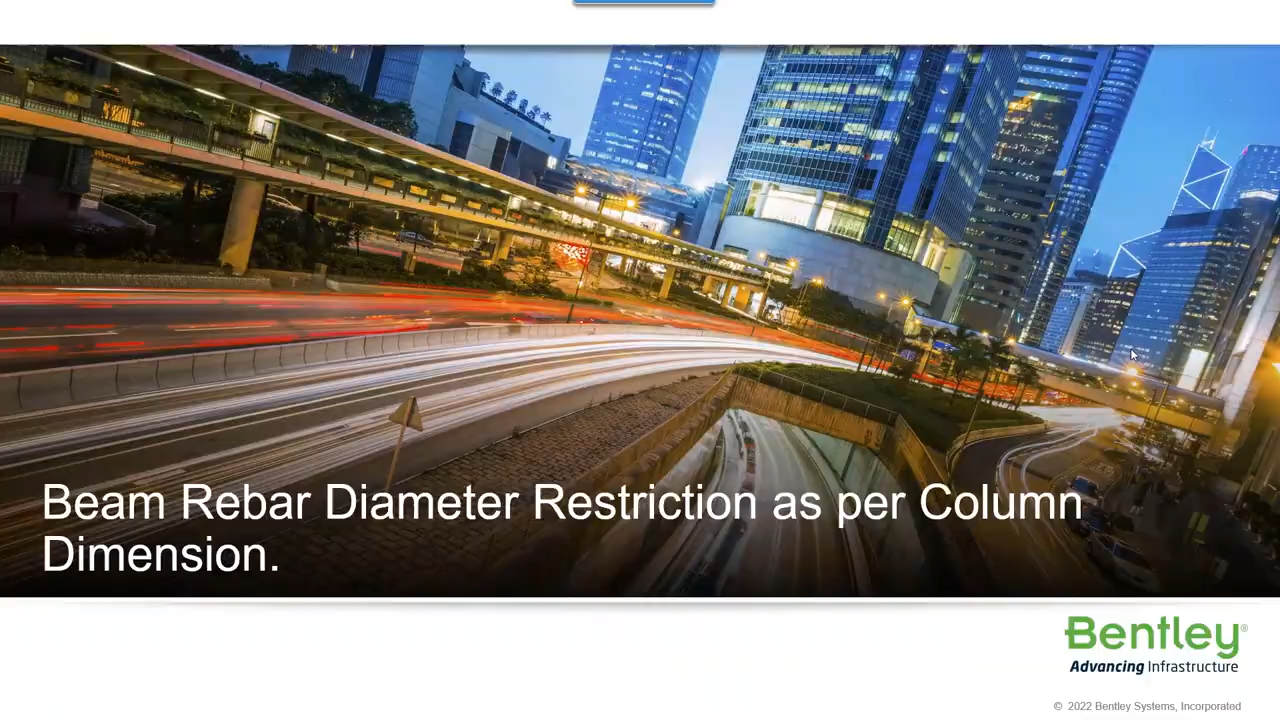 Beam Rebar Diameter Restriction as per Column
Dimension.
Bentley®
Advancing Infrastructure
© 2022 Bentley Systems, Incorporated